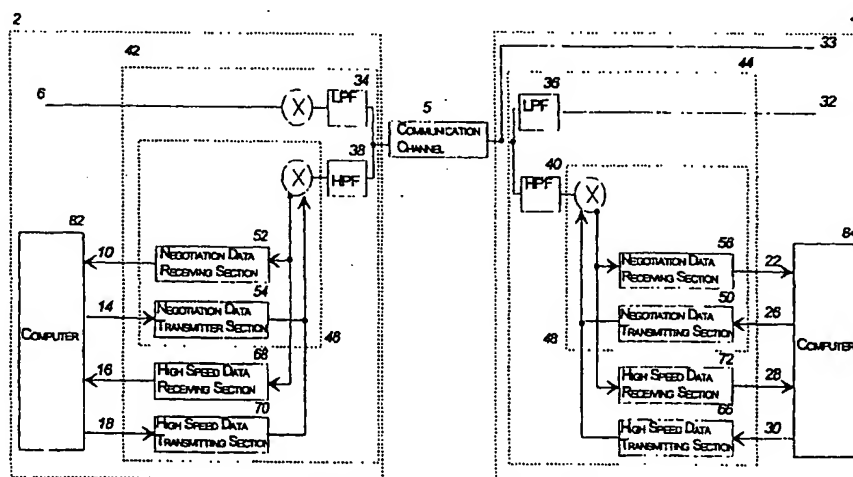 2
4
42
33
44
6
34
LPF
X
5
COMMUNICATION
CHANNEL
36
LPF
32
38
HPF
X
40
HPF
X
82
52
10
NEGOTIATION DATA
RECEIVING SECTION
54
14
NEGOTIATION DATA
TRANSMITTER SECTION
COMPUTER
46
16
68
HIGH SPEED DATA
RECEIVING SECTION
18
70
HIGH SPEED DATA
TRANSMITTING SECTION
84
58
NEGOTIATION DATA
RECEIVING SECTION
22
50
NEGOTIATION DATA
TRANSMITTING SECTION
26
COMPUTER
48
72
HIGH SPEED DATA
RECEIVING SECTION
28
66
HIGH SPEED DATA
TRANSMITTING SECTION
30